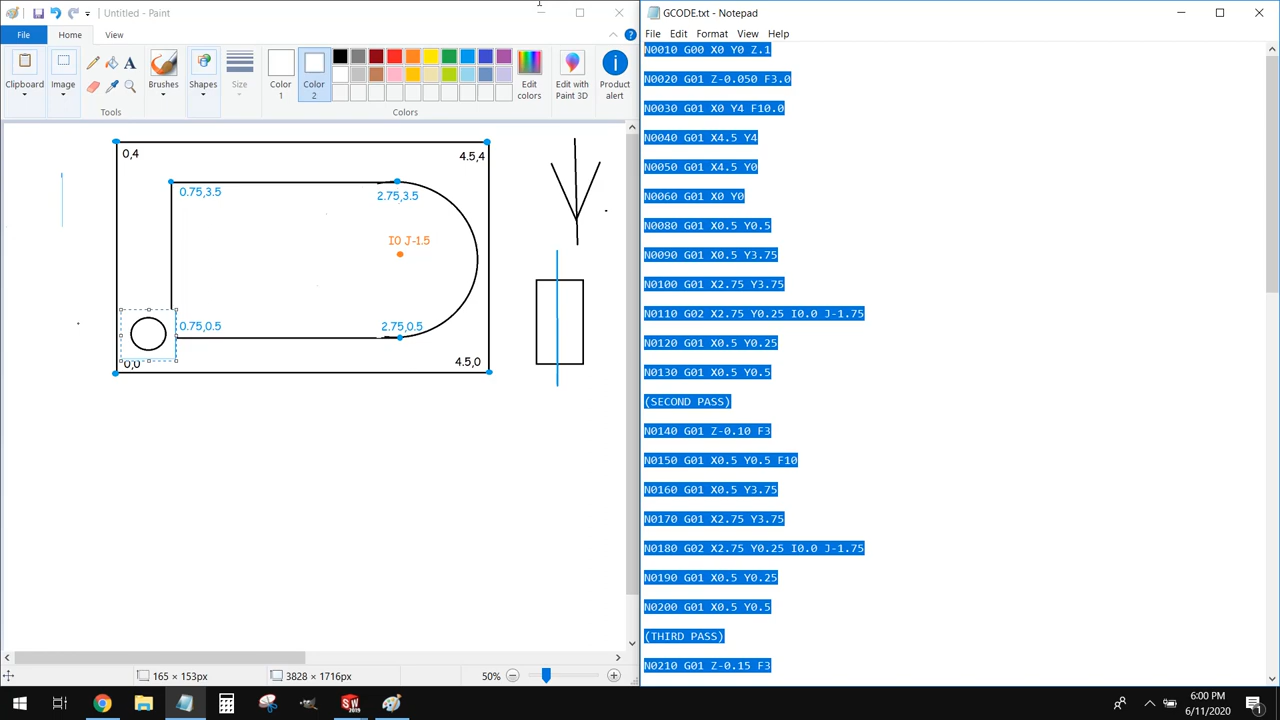 Untitled - Paint
File
Home
View
Clipboard
Image
Tools
Brushes
Shapes
Size
Color
1
Color
2
Edit
colors
Colors
Edit with
Paint 3D
Product
alert
0,4
4.5,4
0.75,3.5
2.75,3.5
I0 J-1.5
0.75,0.5
2.75,0.5
0,0
4.5,0
165 × 153px
3828 × 1716px
50%
GCODE.txt - Notepad
File Edit Format View Help
N0010 G00 X0 Y0 Z.1
N0020 G01 Z-0.050 F3.0
N0030 G01 X0 Y4 F10.0
N0040 G01 X4.5 Y4
N0050 G01 X4.5 Y0
N0060 G01 X0 Y0
N0080 G01 X0.5 Y0.5
N0090 G01 X0.5 Y3.75
N0100 G01 X2.75 Y3.75
N0110 G02 X2.75 Y0.25 I0.0 J-1.75
N0120 G01 X0.5 Y0.25
N0130 G01 X0.5 Y0.5
(SECOND PASS)
N0140 G01 Z-0.10 F3
N0150 G01 X0.5 Y0.5 F10
N0160 G01 X0.5 Y3.75
N0170 G01 X2.75 Y3.75
N0180 G02 X2.75 Y0.25 I0.0 J-1.75
N0190 G01 X0.5 Y0.25
N0200 G01 X0.5 Y0.5
(THIRD PASS)
N0210 G01 Z-0.15 F3
6:00 PM
6/11/2020